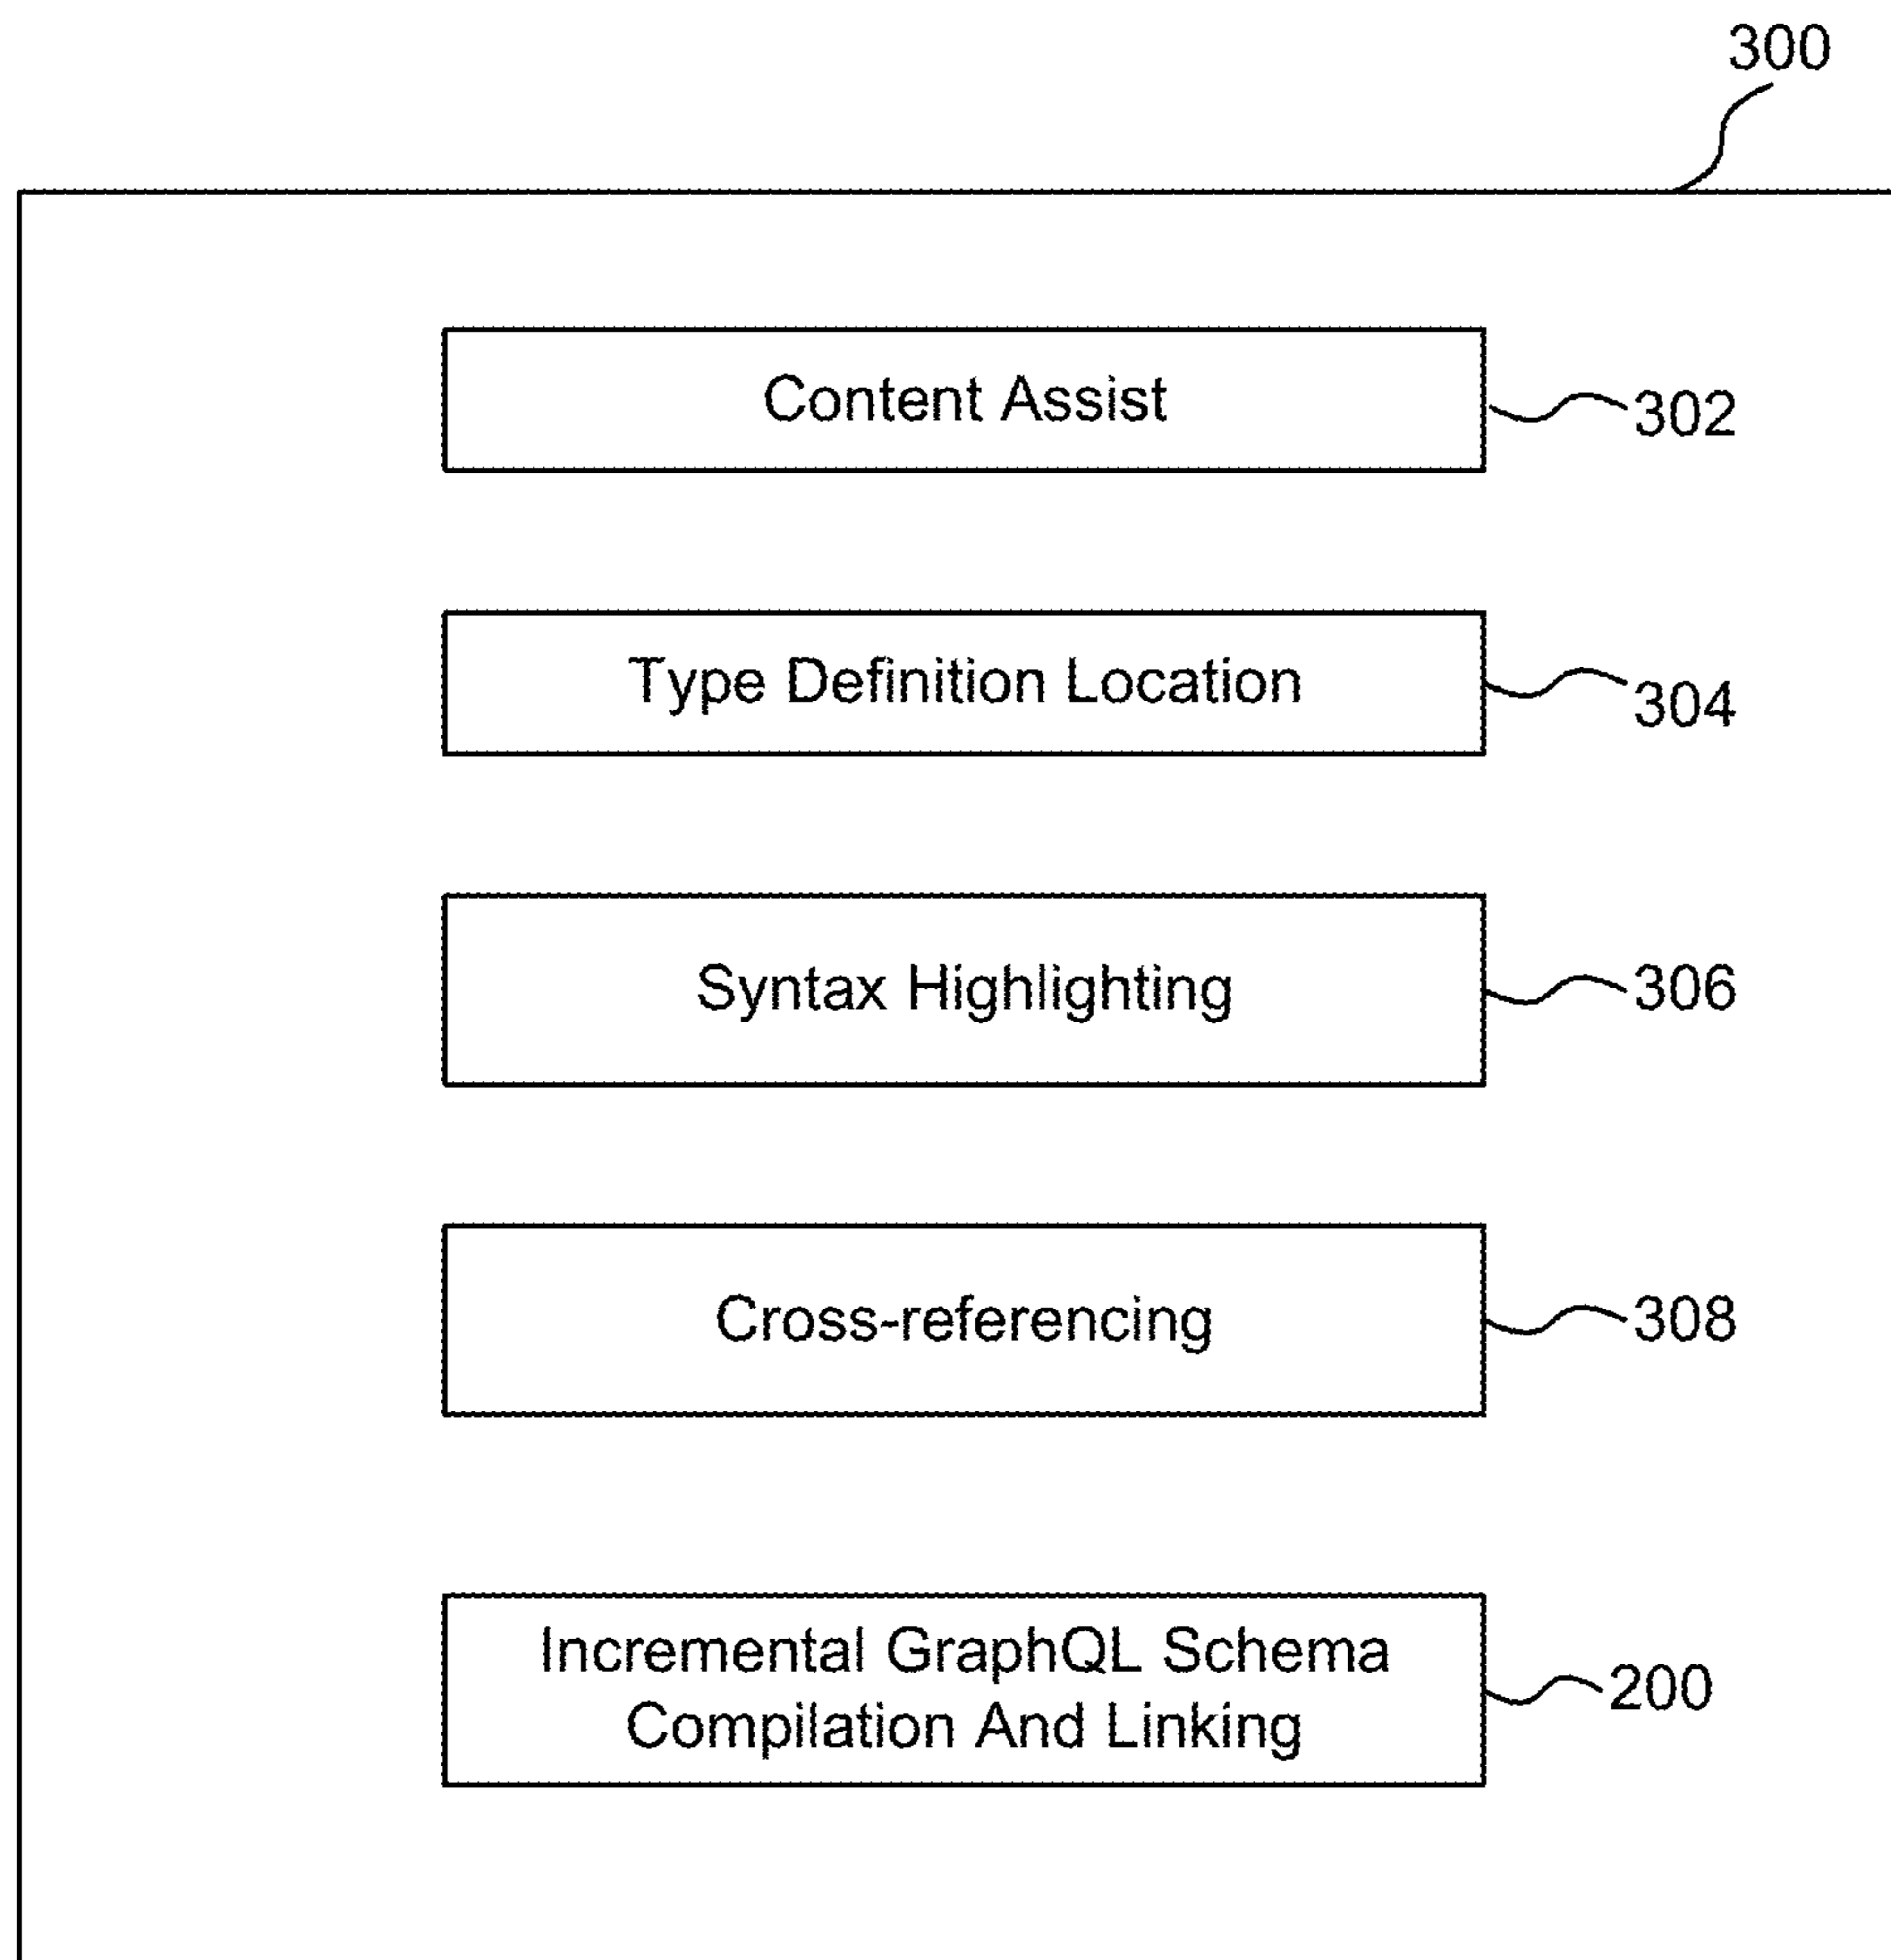 300
Content Assist
302
Type Definition Location
304
Syntax Highlighting
306
Cross-referencing
308
Incremental GraphQL Schema
Compilation And Linking
200